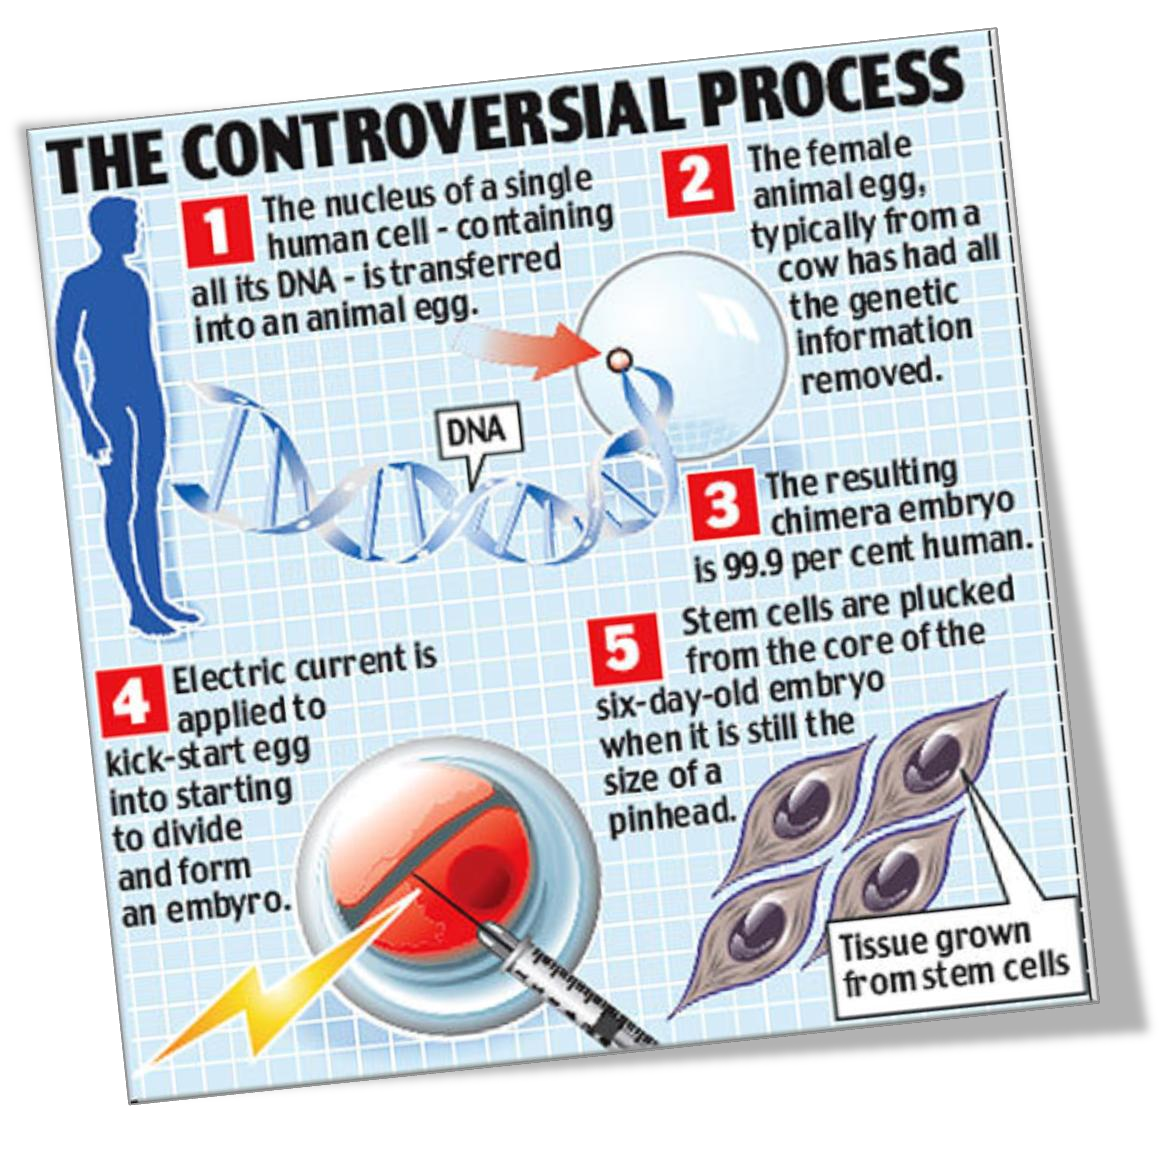 THE CONTROVERSIAL PROCESS
1 The nucleus of a single
human cell - containing
all its DNA - is transferred
into an animal egg.
2 The female
animal egg,
typically from a
cow has had all
the genetic
information
removed.
DNA
3 The resulting
chimera embryo
is 99.9 per cent human.
4 Electric current is
applied to
kick-start egg
into starting
to divide
and form
an embyro.
5 Stem cells are plucked
from the core of the
six-day-old embryo
when it is still the
size of a
pinhead.
Tissue grown
from stem cells